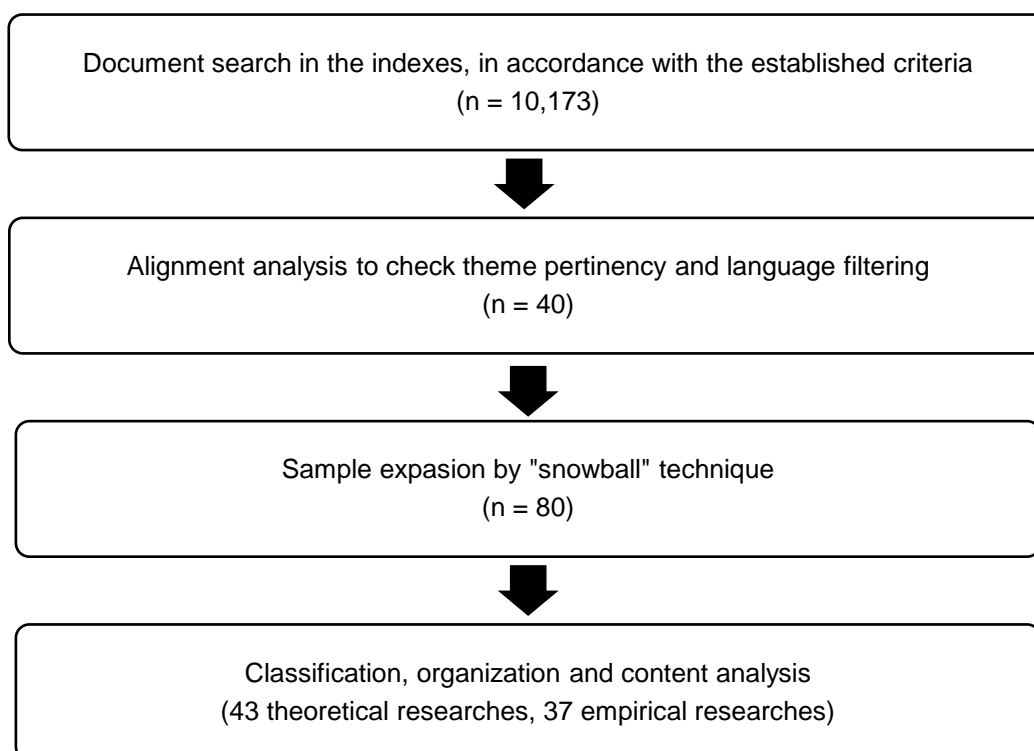 Document search in the indexes, in accordance with the established criteria
(n = 10,173)
Alignment analysis to check theme pertinency and language filtering
(n = 40)
Sample expasion by "snowball" technique
(n = 80)
Classification, organization and content analysis
(43 theoretical researches, 37 empirical researches)